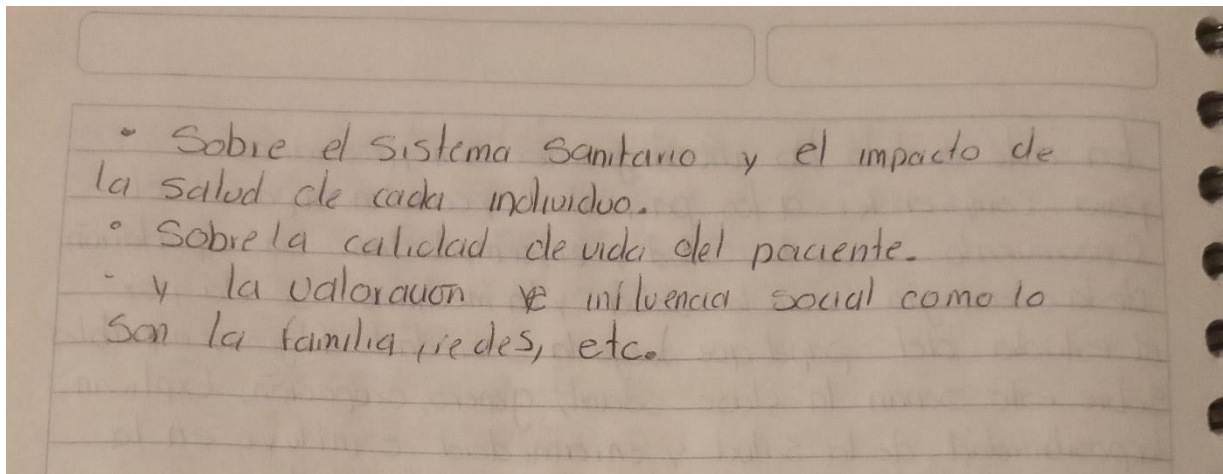 • Sobre el Sistema Sanitario y el impacto de
la salud de cada individuo.
• Sobre la calidad de vida del paciente.
- y la valoracion e influencia social como lo
son la familia, redes, etc.